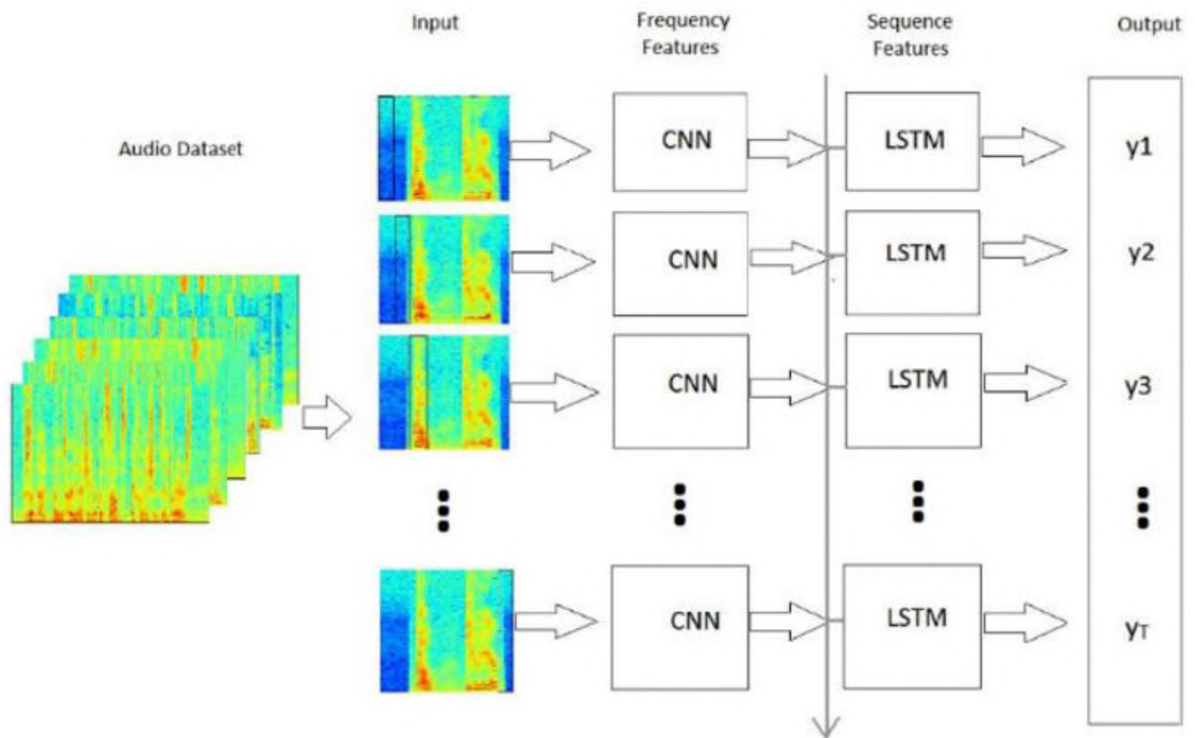 Input
Frequency
Features
Sequence
Features
Output
Audio Dataset
CNN
LSTM
y1
CNN
LSTM
y2
CNN
LSTM
y3
CNN
LSTM
yT